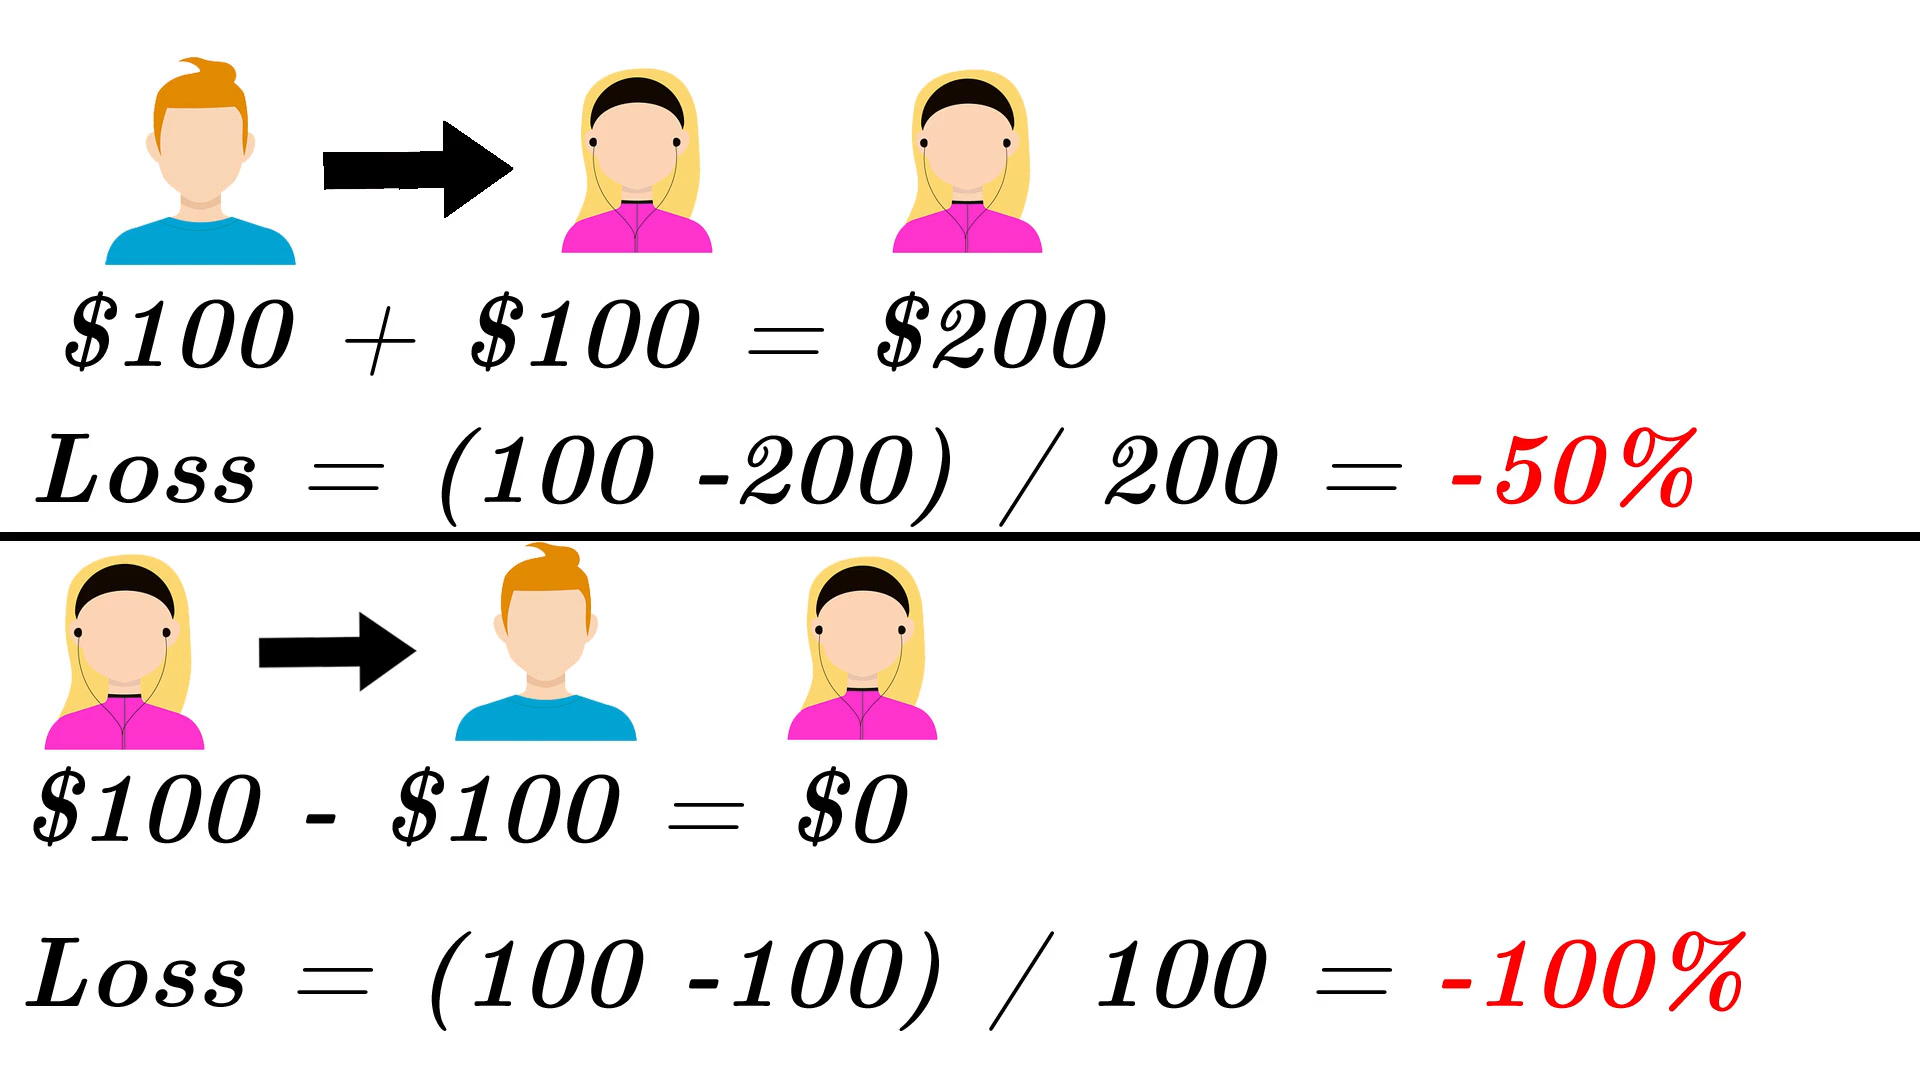 $100 + $100 = $200
Loss = (100 -200) / 200 = -50%
$100 - $100 = $0
Loss = (100 -100) / 100 = -100%